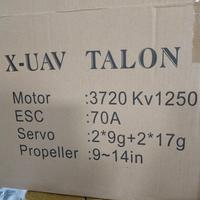 X-UAV TALON
Motor :3720 Kv1250
ESC :70A
Servo :2*9g+2*17g
Propeller :9~14in